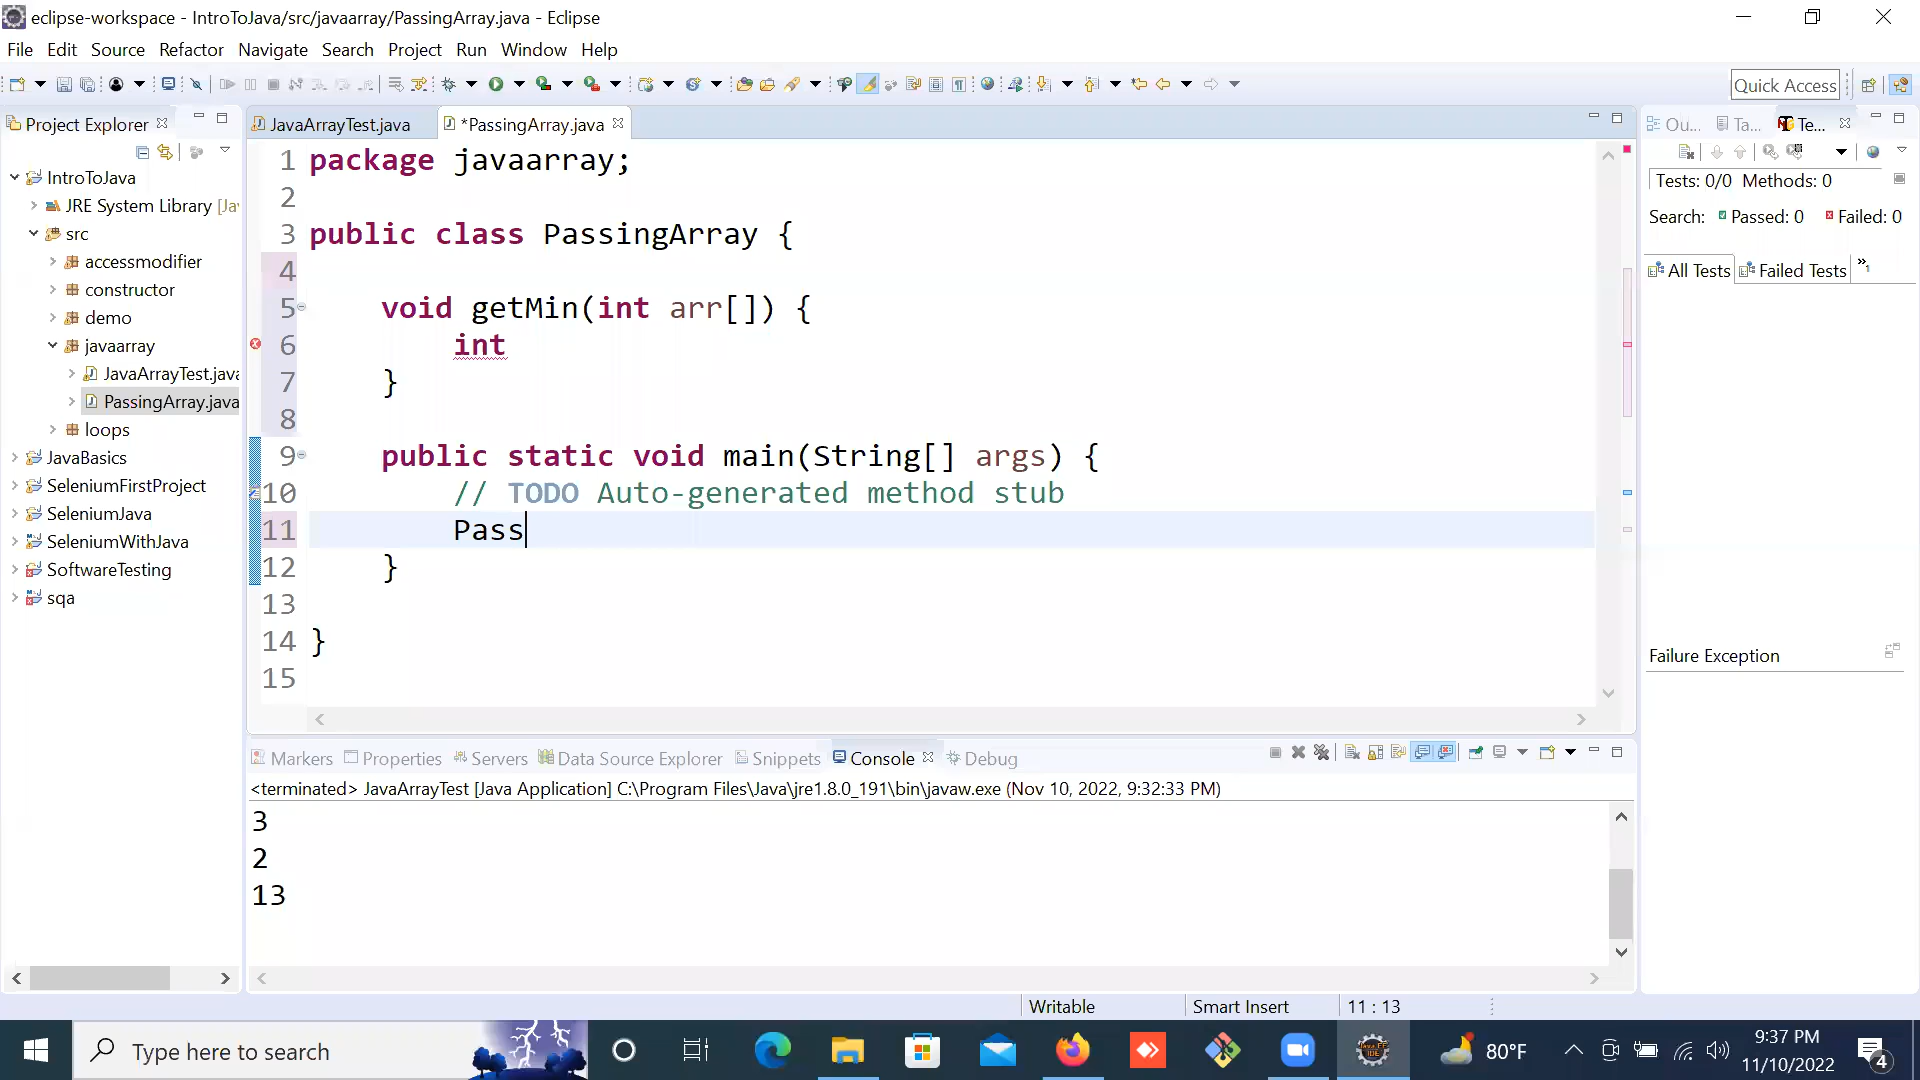 eclipse-workspace - IntroToJava/src/javaarray/PassingArray.java - Eclipse
File Edit Source Refactor Navigate Search Project Run Window Help
Quick Access
Project Explorer
JavaArrayTest.java
*PassingArray.java
Ou...
Ta...
Te...
IntroToJava
JRE System Library [Ja
src
accessmodifier
constructor
demo
javaarray
JavaArrayTest.java
PassingArray.java
loops
JavaBasics
SeleniumFirstProject
SeleniumJava
SeleniumWithJava
SoftwareTesting
sqa
1 package javaarray;
2
3 public class PassingArray {
4
5 void getMin(int arr[]) {
6 int
7 }
8
9 public static void main(String[] args) {
10 // TODO Auto-generated method stub
11 Pass
12 }
13
14 }
15
Tests: 0/0 Methods: 0
Search: Passed: 0 Failed: 0
All Tests Failed Tests »1
Failure Exception
Markers Properties Servers Data Source Explorer Snippets Console Debug
<terminated> JavaArrayTest [Java Application] C:\Program Files\Java\jre1.8.0_191\bin\javaw.exe (Nov 10, 2022, 9:32:33 PM)
3
2
13
Writable
Smart Insert
11 : 13
Type here to search
Java EE
IDE
80°F
9:37 PM
11/10/2022
4